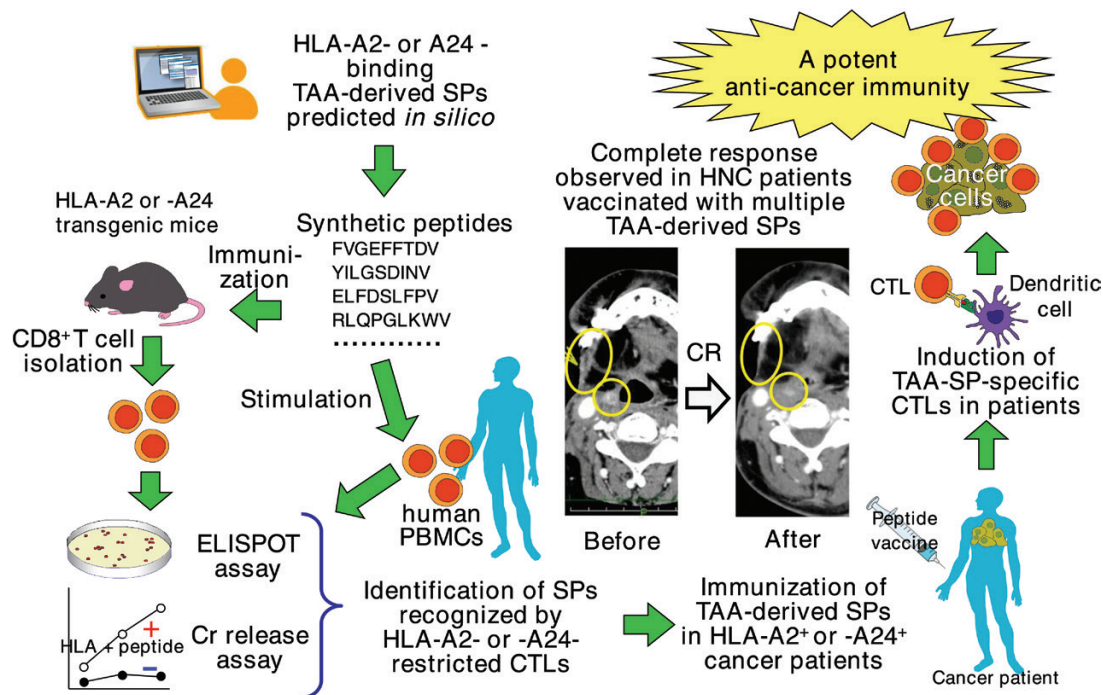 HLA-A2- or A24 -
binding
TAA-derived SPs
predicted in silico
HLA-A2 or -A24
transgenic mice
Immuni-
zation
Synthetic peptides
FVGEFFTDV
YILGSDINV
ELFDSLFPV
RLQPGLKWV
............
CD8+ T cell
isolation
Stimulation
human
PBMCs
ELISPOT
assay
HLA + peptide
+
−
Cr release
assay
Identification of SPs
recognized by
HLA-A2- or -A24-
restricted CTLs
Immunization of
TAA-derived SPs
in HLA-A2+ or -A24+
cancer patients
Peptide
vaccine
Cancer patient
Induction of
TAA-SP-specific
CTLs in patients
CTL
Dendritic
cell
Cancer
cells
A potent
anti-cancer immunity
Complete response
observed in HNC patients
vaccinated with multiple
TAA-derived SPs
CR
Before
After